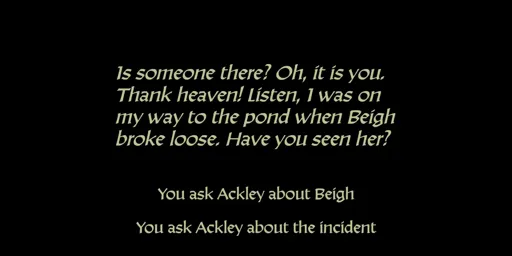 Is someone there? Oh, it is you.
Thank heaven! Listen, I was on
my way to the pond when Beigh
broke loose. Have you seen her?
You ask Ackley about Beigh
You ask Ackley about the incident